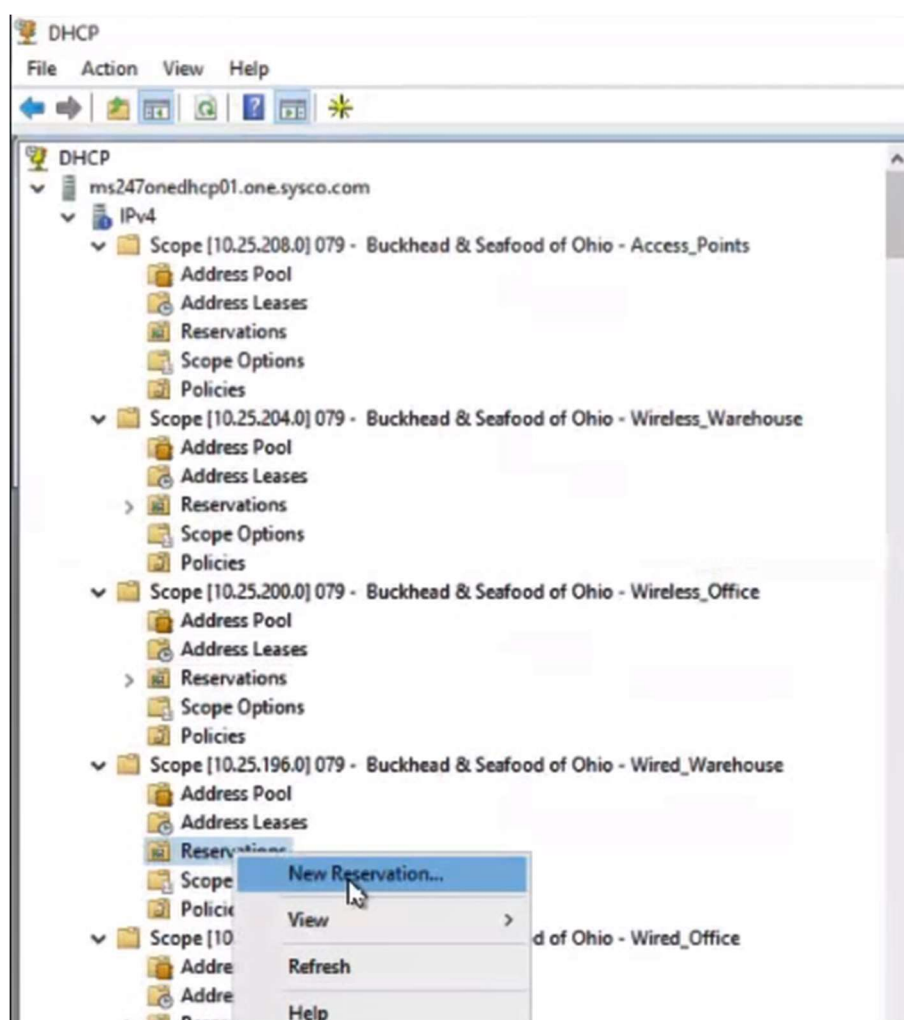 DHCP
File Action View Help
DHCP
ms247onedhcp01.one.sysco.com
IPv4
Scope [10.25.208.0] 079 - Buckhead & Seafood of Ohio - Access_Points
Address Pool
Address Leases
Reservations
Scope Options
Policies
Scope [10.25.204.0] 079 - Buckhead & Seafood of Ohio - Wireless_Warehouse
Address Pool
Address Leases
Reservations
Scope Options
Policies
Scope [10.25.200.0] 079 - Buckhead & Seafood of Ohio - Wireless_Office
Address Pool
Address Leases
Reservations
Scope Options
Policies
Scope [10.25.196.0] 079 - Buckhead & Seafood of Ohio - Wired_Warehouse
Address Pool
Address Leases
Reservations
New Reservation...
Scope
Policie
View
Scope [10 d of Ohio - Wired_Office
Addre
Refresh
Addre
Help